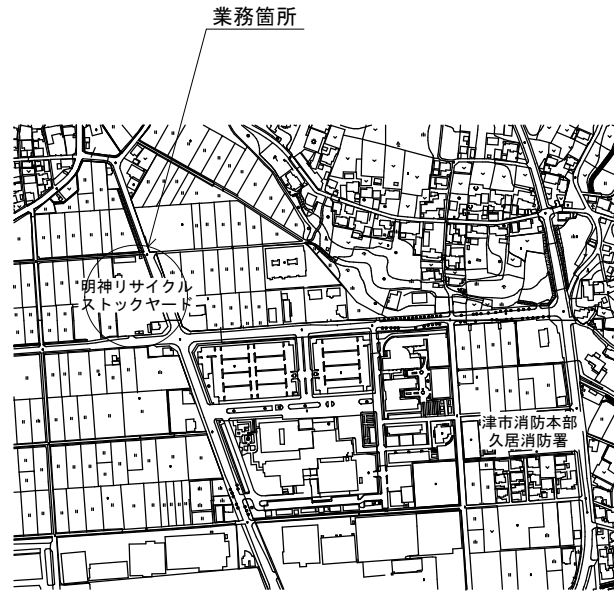 業務箇所
明神リサイクル
ストックヤード
津市消防本部
久居消防署